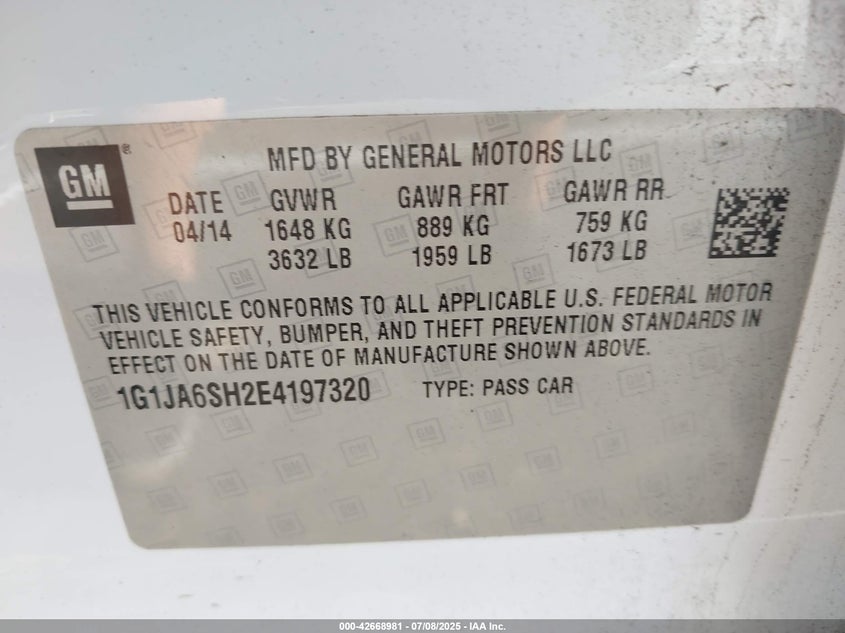 GM®
MFD BY GENERAL MOTORS LLC
DATE GVWR GAWR FRT GAWR RR
04/14 1648 KG 889 KG 759 KG
3632 LB 1959 LB 1673 LB
THIS VEHICLE CONFORMS TO ALL APPLICABLE U.S. FEDERAL MOTOR
VEHICLE SAFETY, BUMPER, AND THEFT PREVENTION STANDARDS IN
EFFECT ON THE DATE OF MANUFACTURE SHOWN ABOVE.
1G1JA6SH2E4197320 TYPE: PASS CAR
000-42668981 - 07/08/2025 - IAA Inc.